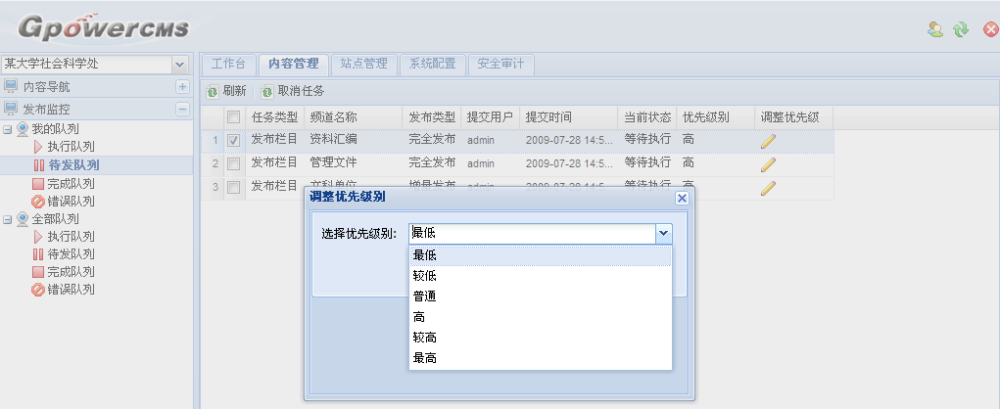 GpowerCMS
某大学社会科学处
工作台 内容管理 站点管理 系统配置 安全审计
内容导航
发布监控
我的队列
执行队列
待发队列
完成队列
错误队列
全部队列
执行队列
待发队列
完成队列
错误队列
刷新 取消任务
任务类型 频道名称 发布类型 提交用户 提交时间 当前状态 优先级别 调整优先级
1 发布栏目 资料汇编 完全发布 admin 2009-07-28 14:5... 等待执行 高
2 发布栏目 管理文件 完全发布 admin 2009-07-28 14:5... 等待执行 高
3 发布栏目 文科单位 增量发布 admin 2009-07-28 14:5... 等待执行 高
调整优先级别
选择优先级别: 最低
最低
较低
普通
高
较高
最高